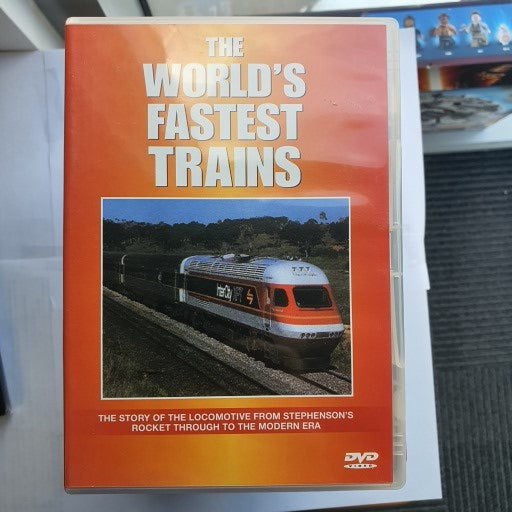 THE
WORLD'S
FASTEST
TRAINS
InterCity XPT
THE STORY OF THE LOCOMOTIVE FROM STEPHENSON'S
ROCKET THROUGH TO THE MODERN ERA
DVD
VIDEO